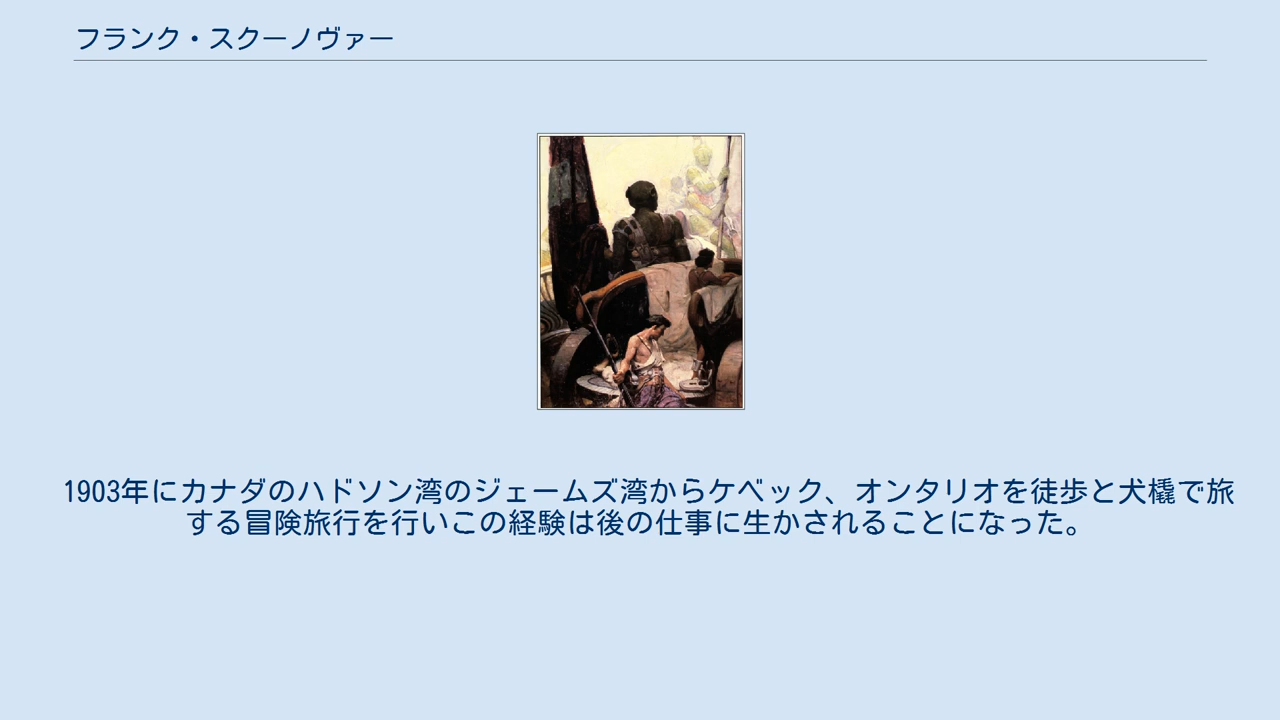 フランク・スクーノヴァー
1903年にカナダのハドソン湾のジェームズ湾からケベック、オンタリオを徒歩と犬橇で旅
する冒険旅行を行いこの経験は後の仕事に生かされることになった。